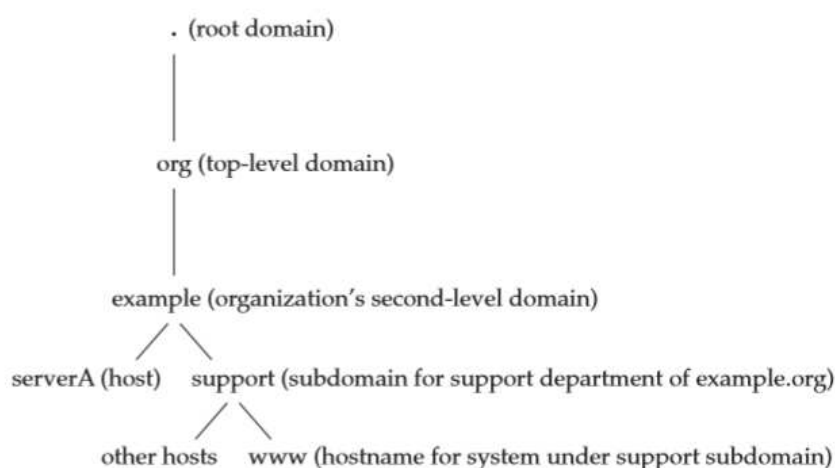 . (root domain)
org (top-level domain)
example (organization's second-level domain)
serverA (host) support (subdomain for support department of example.org)
other hosts www (hostname for system under support subdomain)